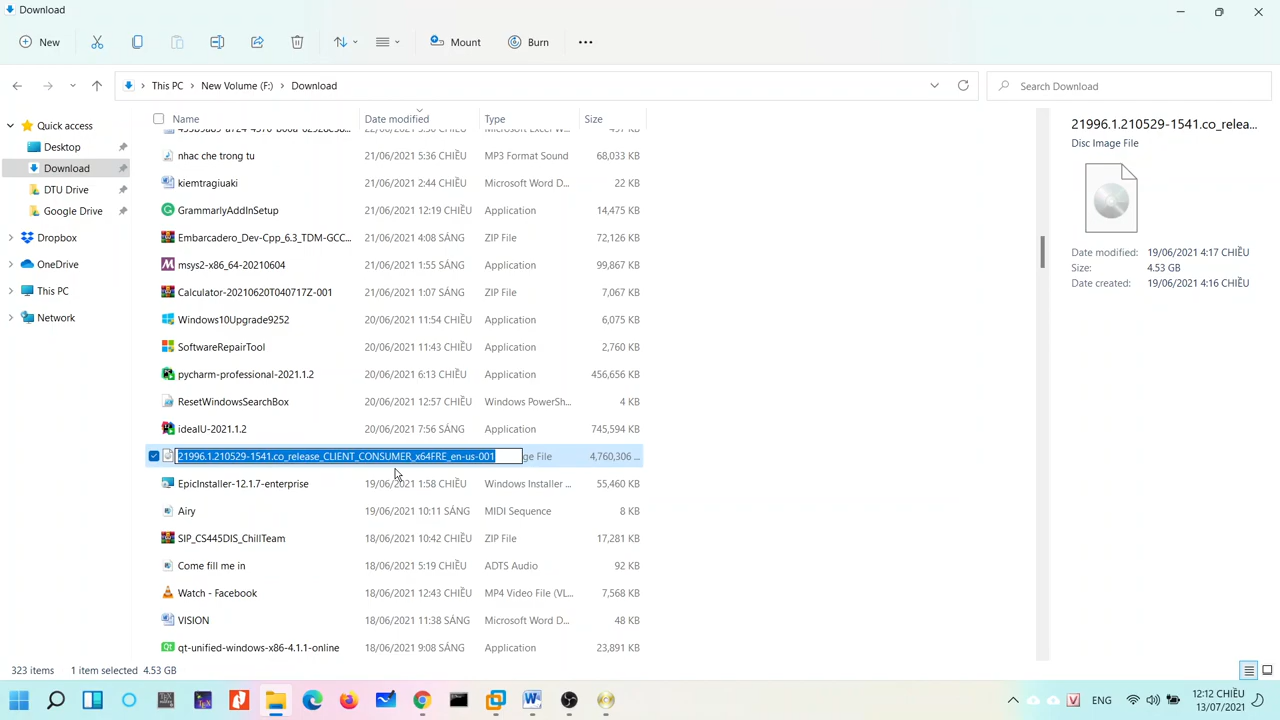 Download
New
Mount
Burn
This PC
New Volume (F:)
Download
Search Download
Quick access
Desktop
Download
DTU Drive
Google Drive
Dropbox
OneDrive
This PC
Network
Name Date modified Type Size
nhac che trong tu 21/06/2021 5:36 CHIỀU MP3 Format Sound 68,033 KB
kiemtragiuaki 21/06/2021 2:44 CHIỀU Microsoft Word D... 22 KB
GrammarlyAddInSetup 21/06/2021 12:19 CHIỀU Application 14,475 KB
Embarcadero_Dev-Cpp_6.3_TDM-GCC... 21/06/2021 4:08 SÁNG ZIP File 72,126 KB
msys2-x86_64-20210604 21/06/2021 1:55 SÁNG Application 99,867 KB
Calculator-20210620T040717Z-001 21/06/2021 1:07 SÁNG ZIP File 7,067 KB
Windows10Upgrade9252 20/06/2021 11:54 CHIỀU Application 6,075 KB
SoftwareRepairTool 20/06/2021 11:43 CHIỀU Application 2,760 KB
pycharm-professional-2021.1.2 20/06/2021 6:13 CHIỀU Application 456,656 KB
ResetWindowsSearchBox 20/06/2021 12:57 CHIỀU Windows PowerSh... 4 KB
ideaIU-2021.1.2 20/06/2021 7:56 SÁNG Application 745,594 KB
21996.1.210529-1541.co_release_CLIENT_CONSUMER_x64FRE_en-us-001 ge File 4,760,306 ...
EpicInstaller-12.1.7-enterprise 19/06/2021 1:58 CHIỀU Windows Installer ... 55,460 KB
Airy 19/06/2021 10:11 SÁNG MIDI Sequence 8 KB
SIP_CS445DIS_ChillTeam 18/06/2021 10:42 CHIỀU ZIP File 17,281 KB
Come fill me in 18/06/2021 5:19 CHIỀU ADTS Audio 92 KB
Watch - Facebook 18/06/2021 12:43 CHIỀU MP4 Video File (VL... 7,568 KB
VISION 18/06/2021 11:38 SÁNG Microsoft Word D... 48 KB
qt-unified-windows-x86-4.1.1-online 18/06/2021 9:08 SÁNG Application 23,891 KB
21996.1.210529-1541.co_relea...
Disc Image File
Date modified: 19/06/2021 4:17 CHIỀU
Size: 4.53 GB
Date created: 19/06/2021 4:16 CHIỀU
323 items 1 item selected 4.53 GB
ENG
12:12 CHIỀU
13/07/2021